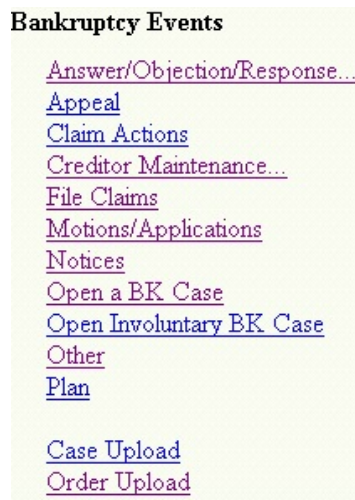 Bankruptcy Events
Answer/Objection/Response...
Appeal
Claim Actions
Creditor Maintenance...
File Claims
Motions/Applications
Notices
Open a BK Case
Open Involuntary BK Case
Other
Plan
Case Upload
Order Upload